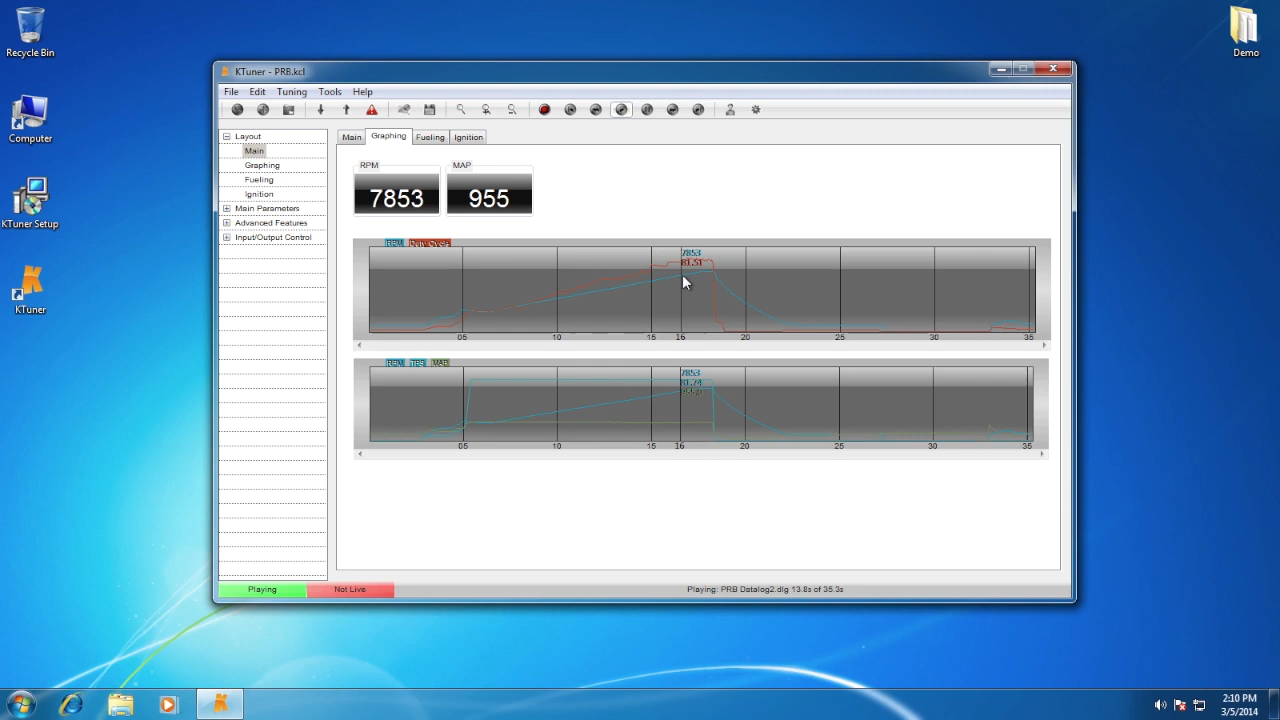 Recycle Bin
Computer
KTuner Setup
KTuner
Demo
KTuner - PRB.kcl
File Edit Tuning Tools Help
Layout
Main
Graphing
Fueling
Ignition
Main Parameters
Advanced Features
Input/Output Control
Main Graphing Fueling Ignition
RPM MAP
7853 955
RPM Duty Cycle
7853
81.51
05 10 15 16 20 25 30 35
RPM TPS MAP
7853
81.74
05 10 15 16 20 25 30 35
Playing Not Live Playing: PRB Datalog2.dlg 13.8s of 35.3s
2:10 PM
3/5/2014